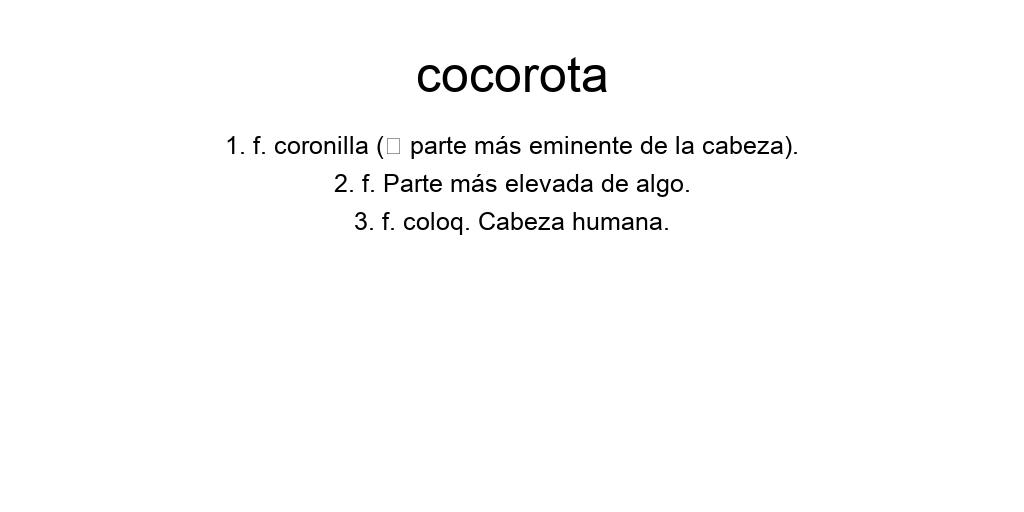 cocorota
1. f. coronilla (□ parte más eminente de la cabeza).
2. f. Parte más elevada de algo.
3. f. coloq. Cabeza humana.